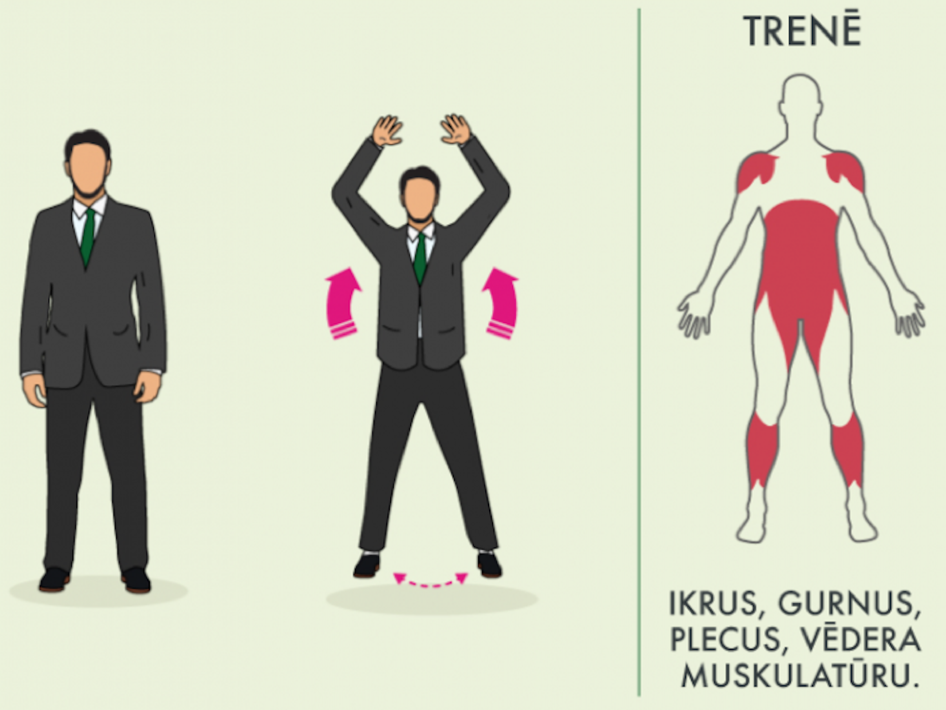 TRENĒ
IKRUS, GURNUS,
PLECUS, VĒDERA
MUSKULATŪRU.